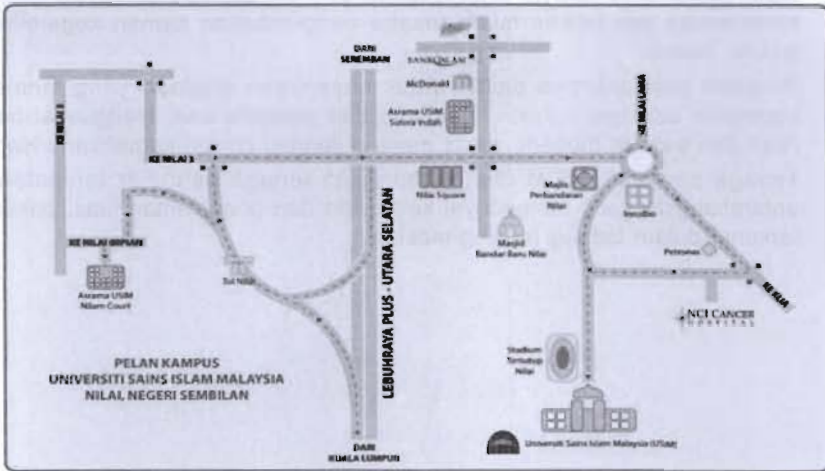 DARI
SEREMBAN
BANK ISLAM
McDonald
Asrama USIM
Sutera Indah
KE NILAI 3
KE NILAI LAMA
KE NILAI 3
Nilai Square
Majlis
Perbandaran
Masjid
Bandar Baru Nilai
Petronas
KE KLIA
NCI CANCER
HOSPITAL
KE NILAI IMPIAN
Asrama USIM
Nilam Court
Tol Nilai
LEBUHRAYA PLUS - UTARA SELATAN
PELAN KAMPUS
UNIVERSITI SAINS ISLAM MALAYSIA
NILAI, NEGERI SEMBILAN
Stadium
Tertutup
Nilai
Universiti Sains Islam Malaysia (USIM)
DARI
KUALA LUMPUR